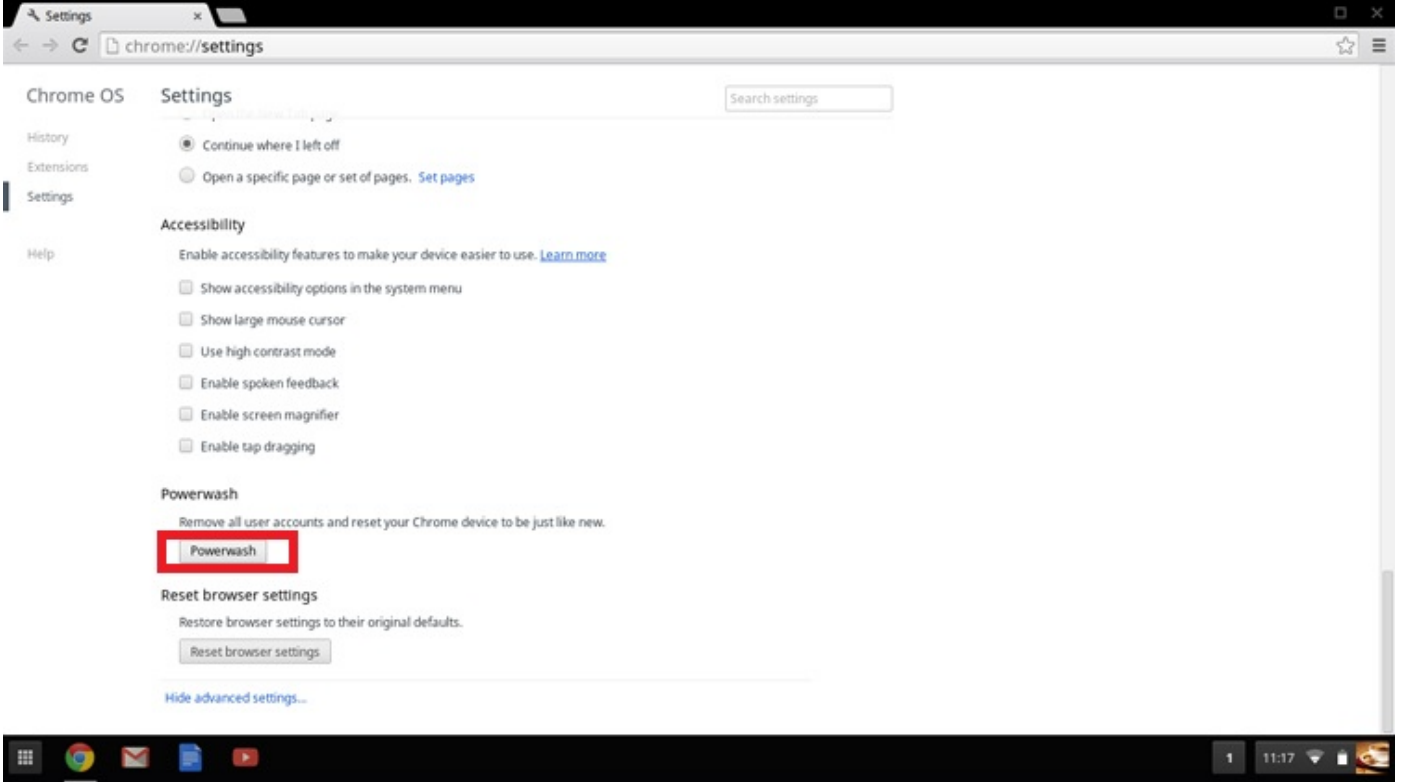 Settings
chrome://settings
Chrome OS
Settings
Search settings
History
Extensions
Settings
Help
Continue where I left off
Open a specific page or set of pages. Set pages
Accessibility
Enable accessibility features to make your device easier to use. Learn more
Show accessibility options in the system menu
Show large mouse cursor
Use high contrast mode
Enable spoken feedback
Enable screen magnifier
Enable tap dragging
Powerwash
Remove all user accounts and reset your Chrome device to be just like new.
Powerwash
Reset browser settings
Restore browser settings to their original defaults.
Reset browser settings
Hide advanced settings...
1
11:17